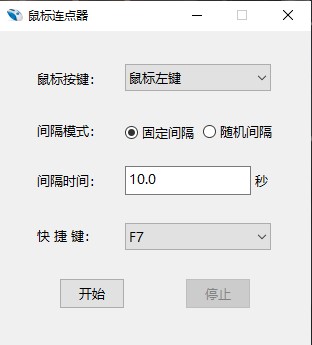 鼠标连点器
鼠标按键： 鼠标左键
间隔模式： 固定间隔 随机间隔
间隔时间： 10.0 秒
快 捷 键： F7
开始 停止